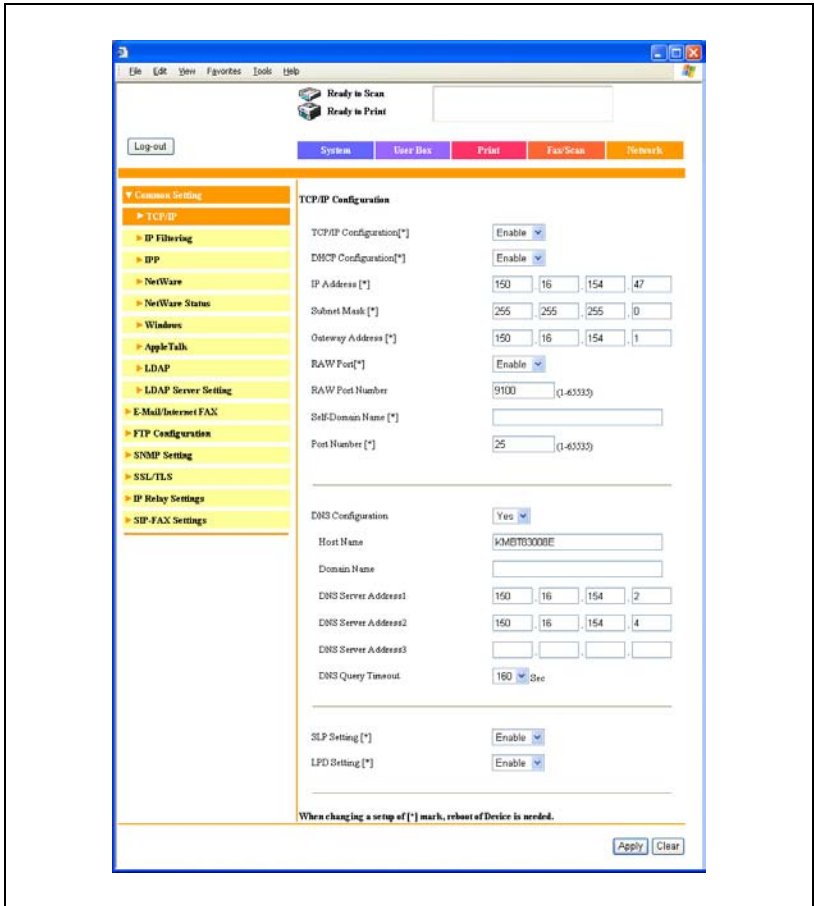 File Edit View Favorites Tools Help
Ready to Scan
Ready to Print
Log-out
System User Box Print Fax/Scan Network
Common Setting
TCP/IP
IP Filtering
IPP
NetWare
NetWare Status
Windows
AppleTalk
LDAP
LDAP Server Setting
E-Mail/Internet FAX
FTP Configuration
SNMP Setting
SSL/TLS
IP Relay Settings
SIP-FAX Settings
TCP/IP Configuration
TCP/IP Configuration[*] Enable
DHCP Configuration[*] Enable
IP Address [*] 150 . 16 . 154 . 47
Subnet Mask [*] 255 . 255 . 255 . 0
Gateway Address [*] 150 . 16 . 154 . 1
RAW Port[*] Enable
RAW Port Number 9100 (1-65535)
Self-Domain Name [*]
Port Number [*] 25 (1-65535)
DNS Configuration Yes
Host Name KMBT83008E
Domain Name
DNS Server Address1 150 . 16 . 154 . 2
DNS Server Address2 150 . 16 . 154 . 4
DNS Server Address3 . . .
DNS Query Timeout 160 Sec
SLP Setting [*] Enable
LPD Setting [*] Enable
When changing a setup of [*] mark, reboot of Device is needed.
Apply Clear